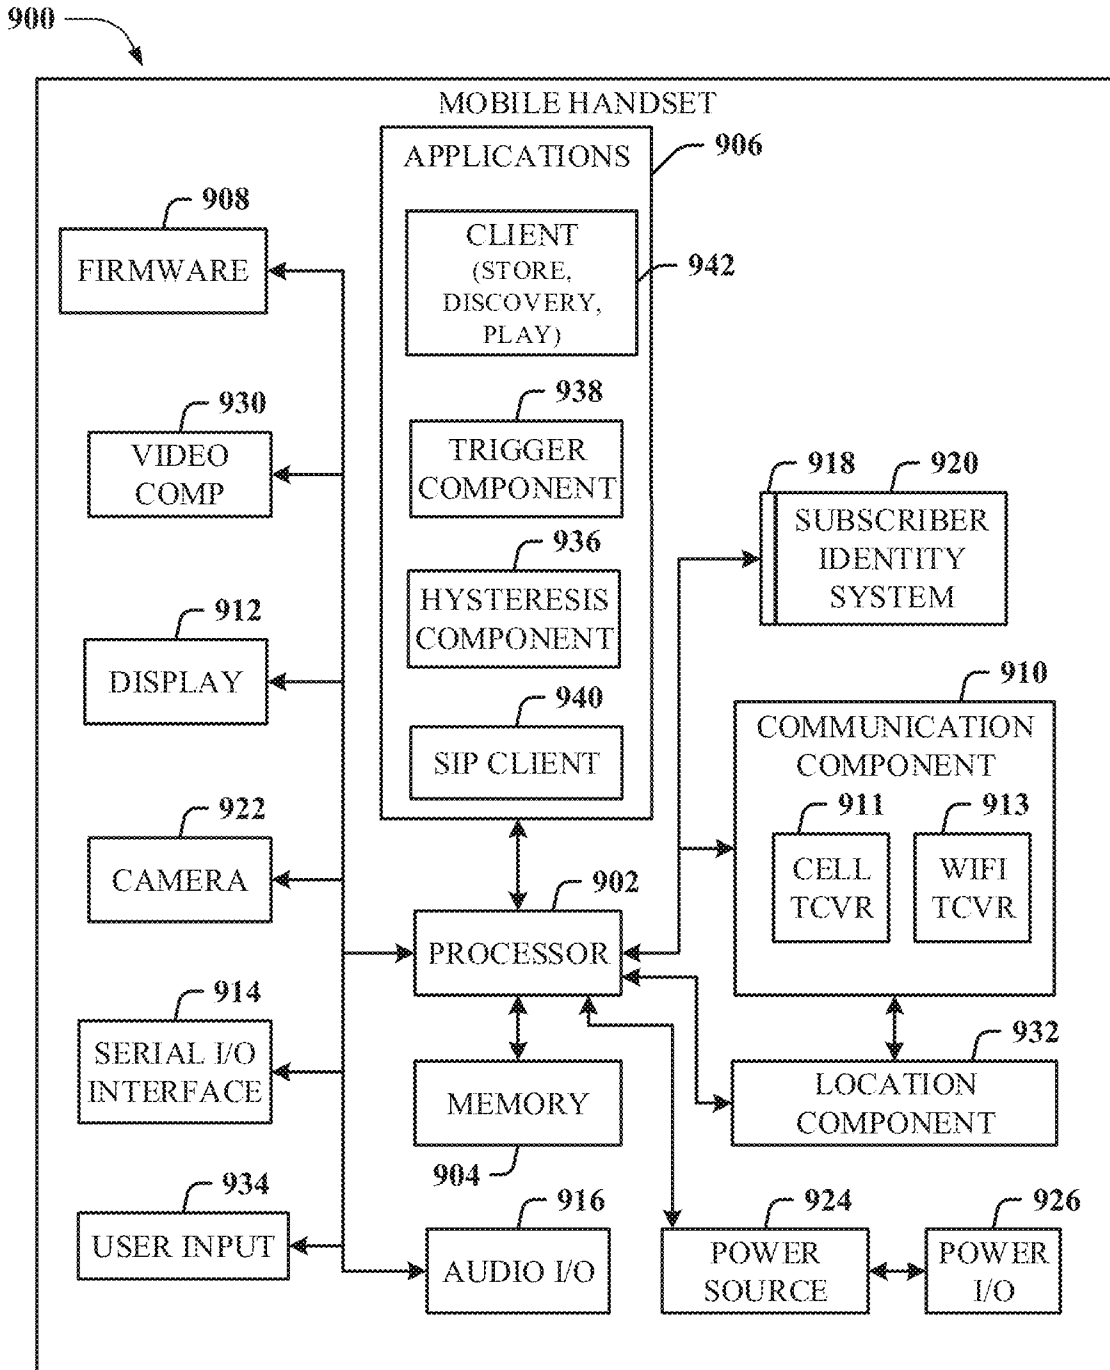 900
MOBILE HANDSET
APPLICATIONS
906
CLIENT
(STORE,
DISCOVERY,
PLAY)
942
938
TRIGGER
COMPONENT
936
HYSTERESIS
COMPONENT
940
SIP CLIENT
908
FIRMWARE
930
VIDEO
COMP
912
DISPLAY
922
CAMERA
914
SERIAL I/O
INTERFACE
934
USER INPUT
902
PROCESSOR
MEMORY
904
916
AUDIO I/O
918
920
SUBSCRIBER
IDENTITY
SYSTEM
910
COMMUNICATION
COMPONENT
911
CELL
TCVR
913
WIFI
TCVR
932
LOCATION
COMPONENT
924
POWER
SOURCE
926
POWER
I/O